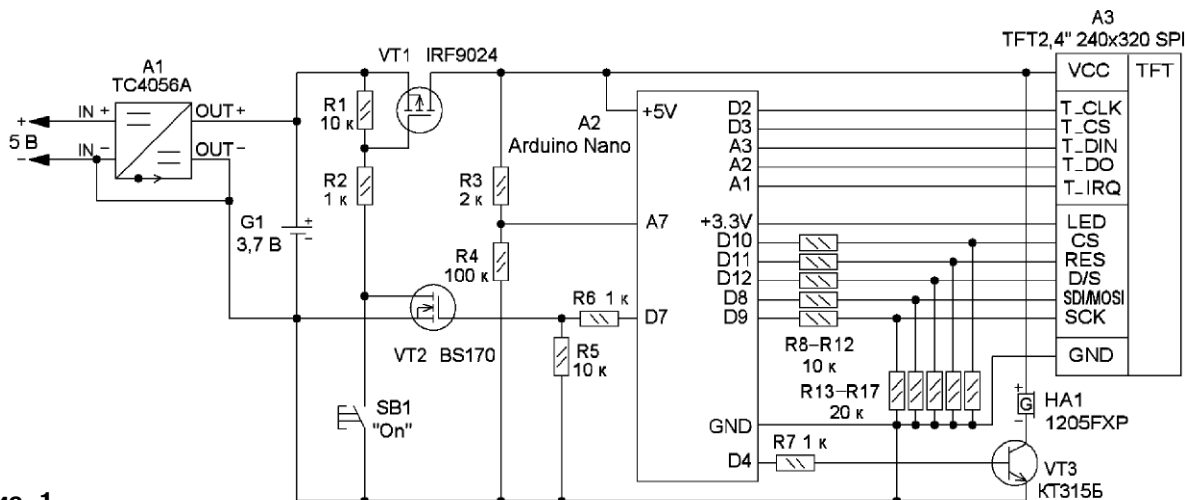 A1
TC4056A
IN +
OUT+
+
5 В
−
IN −
OUT−
G1
3,7 В
+
−
VT1
IRF9024
R1
10 к
R2
1 к
R3
2 к
R4
100 к
VT2 BS170
R6 1 к
R5
10 к
SB1
"On"
A2
Arduino Nano
+5V
A7
D7
D2
D3
A3
A2
A1
+3.3V
D10
D11
D12
D8
D9
GND
D4
R8–R12
10 к
R13–R17
20 к
R7 1 к
A3
TFT2,4" 240x320 SPI
VCC
TFT
T_CLK
T_CS
T_DIN
T_DO
T_IRQ
LED
CS
RES
D/S
SDI/MOSI
SCK
GND
+
G
−
HA1
1205FXP
VT3
КТ315Б